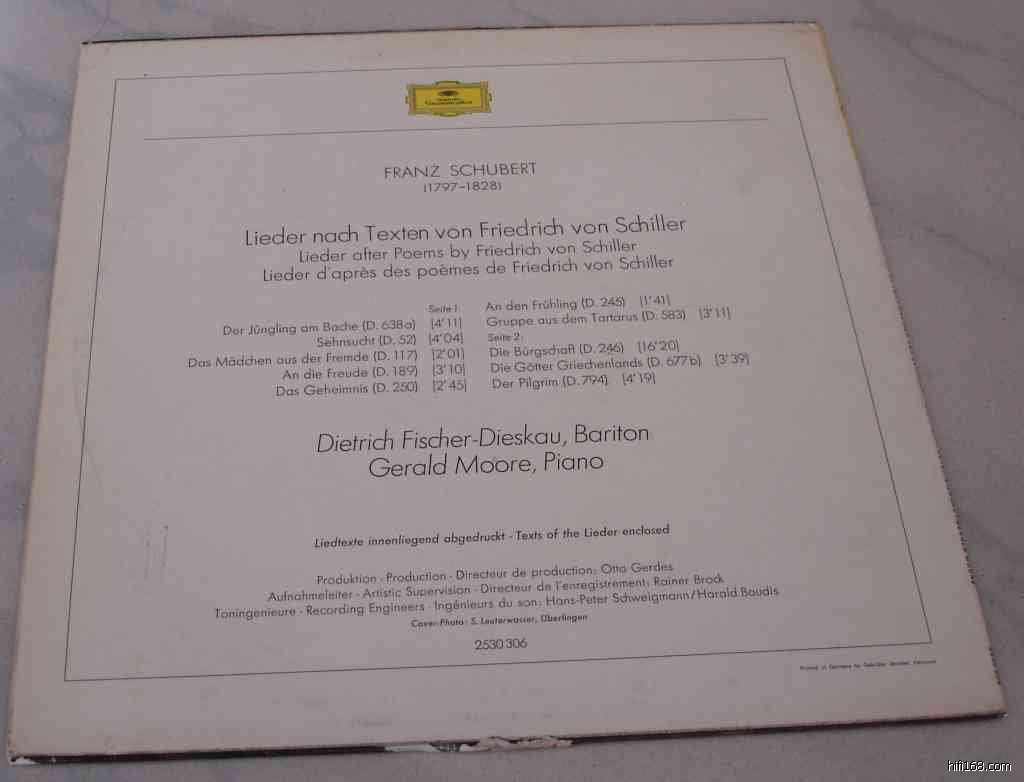 Deutsche
Grammophon
FRANZ SCHUBERT
(1797-1828)
Lieder nach Texten von Friedrich von Schiller
Lieder after Poems by Friedrich von Schiller
Lieder d'après des poèmes de Friedrich von Schiller
Seite 1:
Der Jüngling am Bache (D. 638a) [4'11]
Sehnsucht (D. 52) [4'04]
Das Mädchen aus der Fremde (D. 117) [2'01]
An die Freude (D. 189) [3'10]
Das Geheimnis (D. 250) [2'45]
An den Frühling (D. 245) [1'41]
Gruppe aus dem Tartarus (D. 583) [3'11]
Seite 2:
Die Bürgschaft (D. 246) [16'20]
Die Götter Griechenlands (D. 677b) [3'39]
Der Pilgrim (D. 794) [4'19]
Dietrich Fischer-Dieskau, Bariton
Gerald Moore, Piano
Liedtexte innenliegend abgedruckt · Texts of the Lieder enclosed
Produktion · Production · Directeur de production: Otto Gerdes
Aufnahmeleiter · Artistic Supervision · Directeur de l'enregistrement: Rainer Brock
Toningenieure · Recording Engineers · Ingénieurs du son: Hans-Peter Schweigmann/Harald Baudis
Cover-Photo: S. Lauterwasser, Überlingen
2530 306
Printed in Germany by
hifi168.com